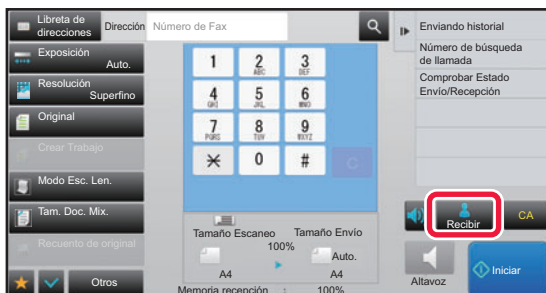 Libreta de
direcciones
Dirección
Número de Fax
Exposición
Auto.
Resolución
Superfino
Original
Crear Trabajo
Modo Esc. Len.
Tam. Doc. Mix.
Recuento de original
Otros
1
2
ABC
3
DEF
4
GHI
5
JKL
6
MNO
7
PQRS
8
TUV
9
WXYZ
0
#
C
Tamaño Escaneo
Tamaño Envío
100%
Auto.
A4
A4
Memoria recepción : 100%
Enviando historial
Número de búsqueda
de llamada
Comprobar Estado
Envío/Recepción
Recibir
CA
Altavoz
Iniciar